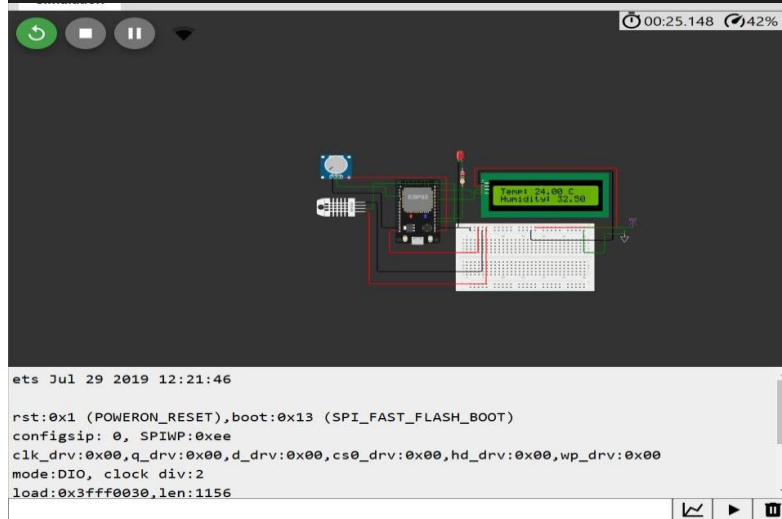 Simulation
00:25.148 42%
ESP32
Temp: 24.00 C
Humidity: 32.50
ets Jul 29 2019 12:21:46
rst:0x1 (POWERON_RESET),boot:0x13 (SPI_FAST_FLASH_BOOT)
configsip: 0, SPIWP:0xee
clk_drv:0x00,q_drv:0x00,d_drv:0x00,cs0_drv:0x00,hd_drv:0x00,wp_drv:0x00
mode:DIO, clock div:2
load:0x3fff0030,len:1156